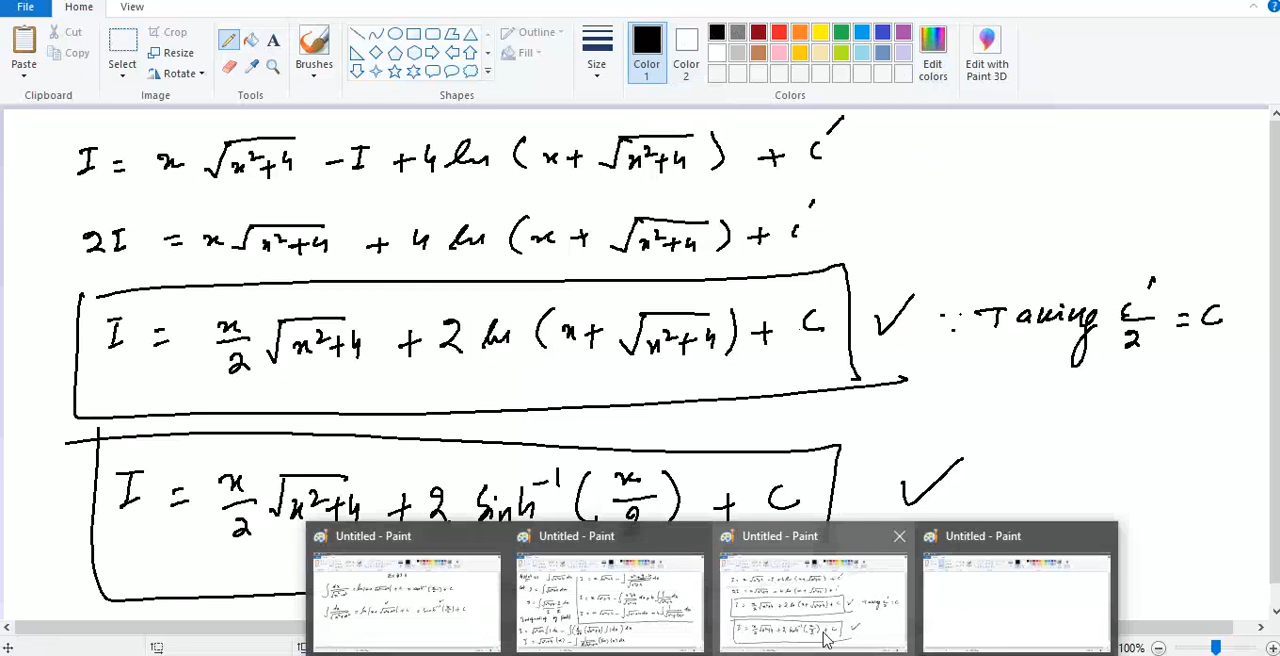 File Home View
Paste Cut Copy Clipboard
Select Crop Resize Rotate Image
A Tools
Brushes
Outline Fill Shapes
Size
Color 1 Color 2 Edit colors Colors
Edit with Paint 3D
I = x √(x²+4) - I + 4 ln ( x + √(x²+4) ) + C'
2I = x √(x²+4) + 4 ln ( x + √(x²+4) ) + C'
I = x/2 √(x²+4) + 2 ln ( x + √(x²+4) ) + C ✓ ∵ Taking C'/2 = C
I = x/2 √(x²+4) + 2 sinh⁻¹ ( x/2 ) + C ✓
Untitled - Paint Untitled - Paint Untitled - Paint Untitled - Paint
100%